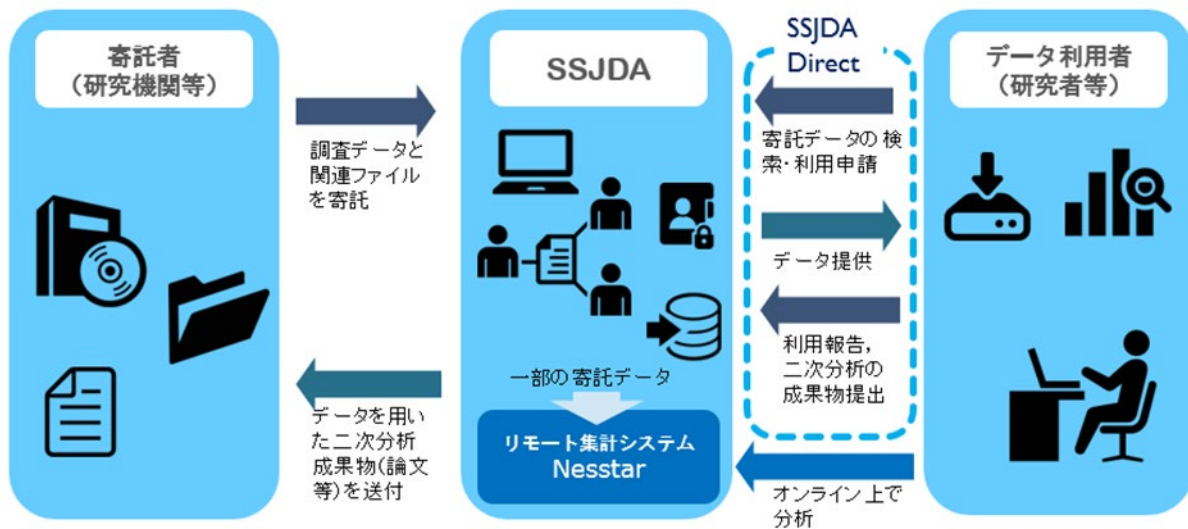 寄託者
（研究機関等）
調査データと
関連ファイル
を寄託
データを用い
た二次分析
成果物(論文
等)を送付
SSJDA
一部の寄託データ
リモート集計システム
Nesstar
SSJDA
Direct
寄託データの検
索・利用申請
データ提供
利用報告，
二次分析の
成果物提出
オンライン上で
分析
データ利用者
（研究者等）